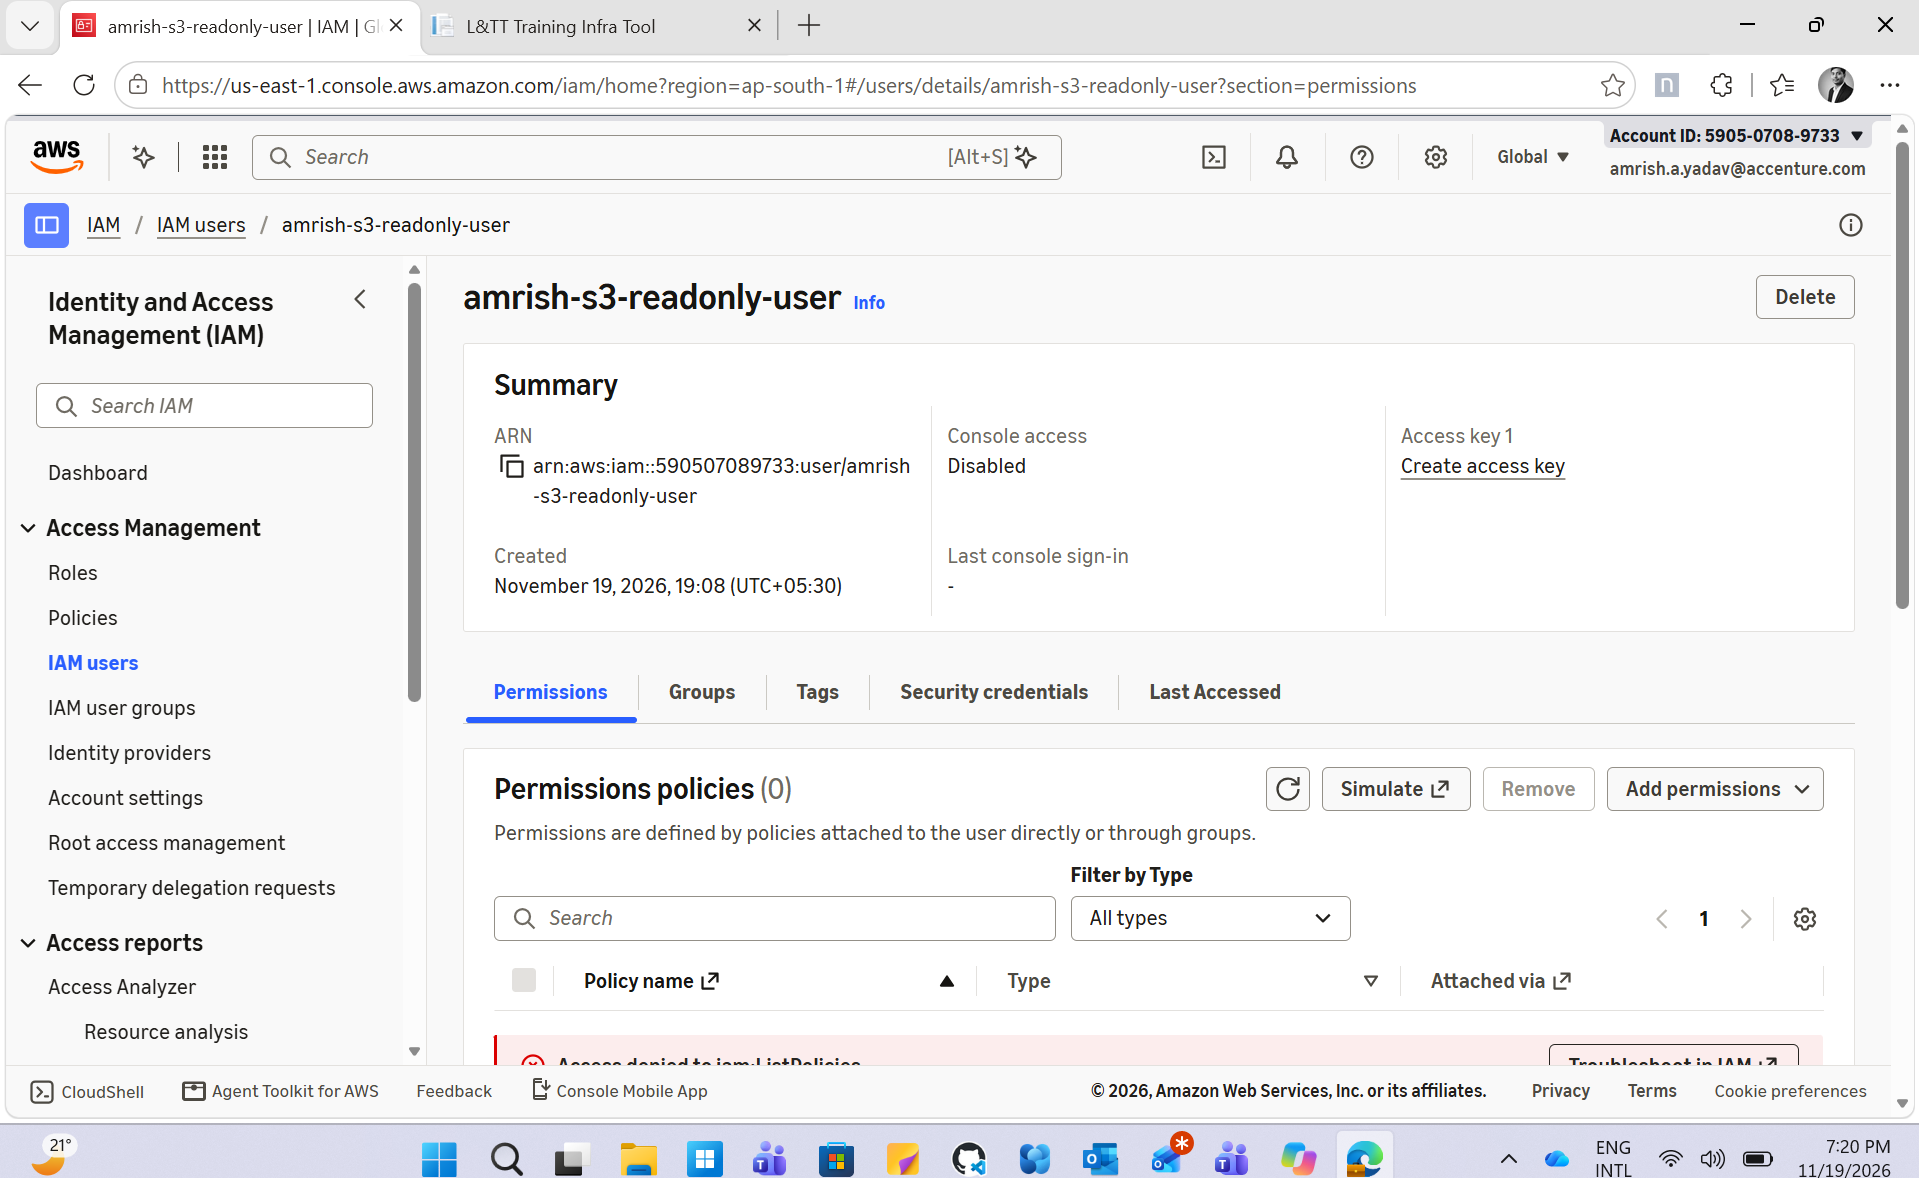 amrish-s3-readonly-user | IAM | Gl
L&TT Training Infra Tool
https://us-east-1.console.aws.amazon.com/iam/home?region=ap-south-1#/users/details/amrish-s3-readonly-user?section=permissions
n
aws
Search
[Alt+S]
Global
Account ID: 5905-0708-9733
amrish.a.yadav@accenture.com
IAM / IAM users / amrish-s3-readonly-user
Identity and Access
Management (IAM)
Search IAM
Dashboard
Access Management
Roles
Policies
IAM users
IAM user groups
Identity providers
Account settings
Root access management
Temporary delegation requests
Access reports
Access Analyzer
Resource analysis
amrish-s3-readonly-user Info
Delete
Summary
ARN
arn:aws:iam::590507089733:user/amrish
-s3-readonly-user
Created
November 19, 2026, 19:08 (UTC+05:30)
Console access
Disabled
Last console sign-in
-
Access key 1
Create access key
Permissions
Groups
Tags
Security credentials
Last Accessed
Permissions policies (0)
Simulate
Remove
Add permissions
Permissions are defined by policies attached to the user directly or through groups.
Filter by Type
Search
All types
1
Policy name
Type
Attached via
Access denied to iam:ListPolicies
Troubleshoot in IAM
CloudShell
Agent Toolkit for AWS
Feedback
Console Mobile App
© 2026, Amazon Web Services, Inc. or its affiliates.
Privacy
Terms
Cookie preferences
21°
ENG
INTL
7:20 PM
11/19/2026